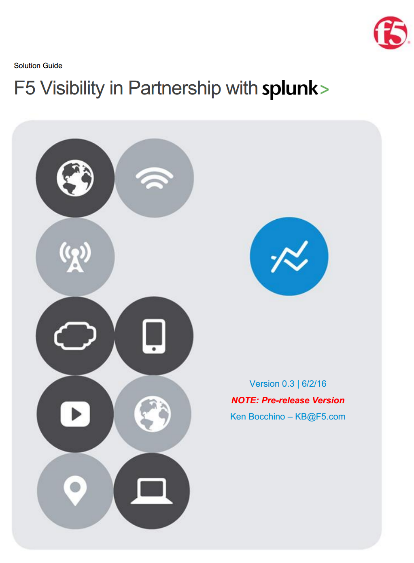 f5
Solution Guide
F5 Visibility in Partnership with splunk>
Version 0.3 | 6/2/16
NOTE: Pre-release Version
Ken Bocchino – KB@F5.com